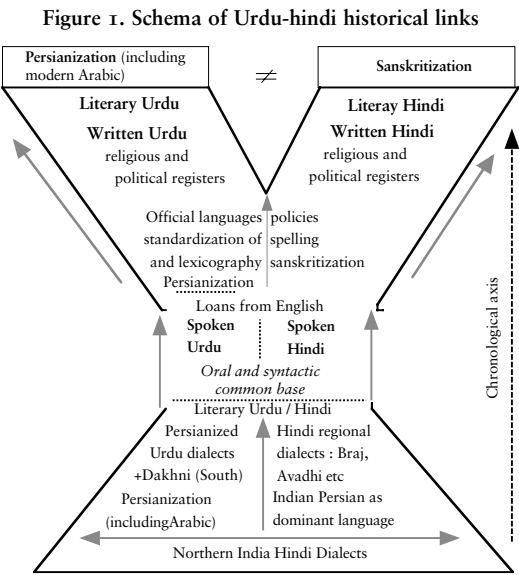 Figure 1. Schema of Urdu-hindi historical links
Persianization (including
modern Arabic)
≠
Sanskritization
Literary Urdu
Written Urdu
religious and
political registers
Literay Hindi
Written Hindi
religious and
political registers
Official languages policies
standardization of spelling
and lexicography sanskritization
Persianization
Loans from English
Spoken
Urdu
Spoken
Hindi
Oral and syntactic
common base
Literary Urdu / Hindi
Persianized
Urdu dialects
+Dakhni (South)
Persianization
(includingArabic)
Hindi regional
dialects : Braj,
Avadhi etc
Indian Persian as
dominant language
Northern India Hindi Dialects
Chronological axis